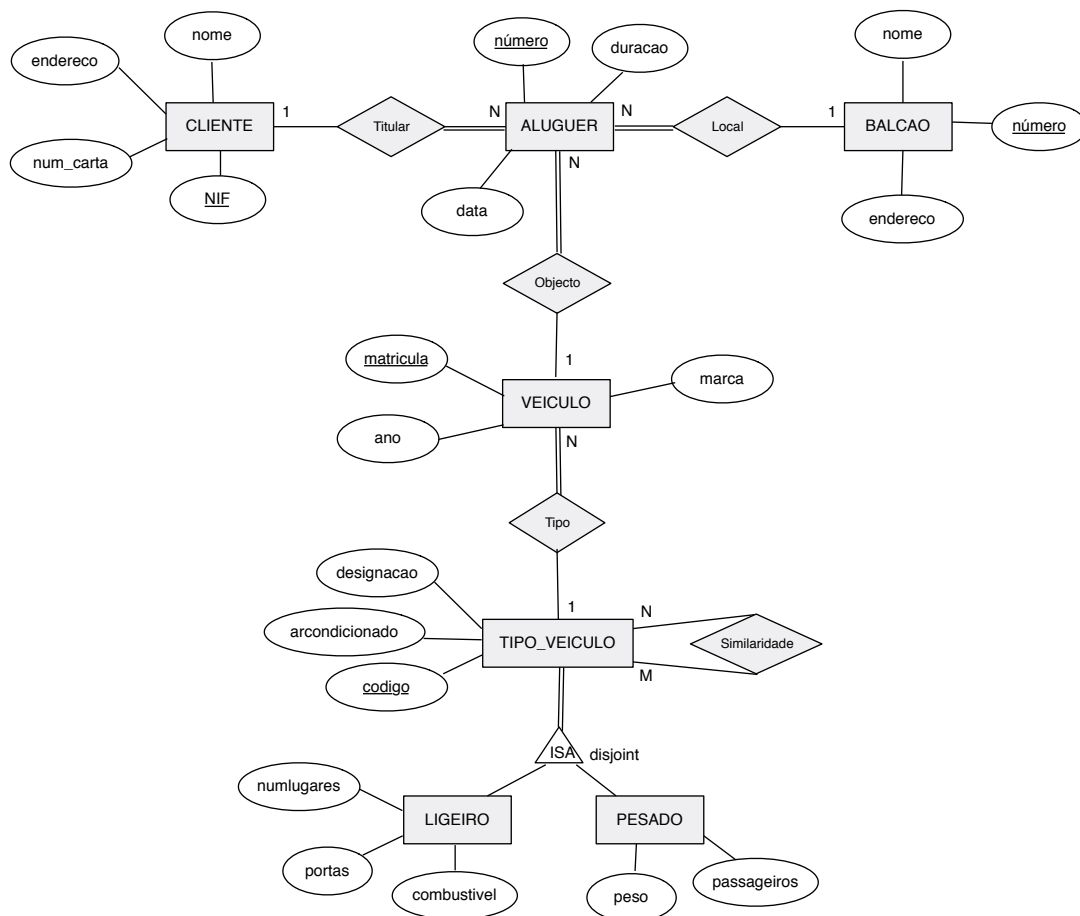 nome
número
duracao
nome
endereco
CLIENTE
1
Titular
N
ALUGUER
N
Local
1
BALCAO
número
num_carta
NIF
data
N
endereco
Objecto
matricula
1
marca
VEICULO
ano
N
Tipo
designacao
1
N
arcondicionado
TIPO_VEICULO
Similaridade
M
codigo
ISA
disjoint
numlugares
LIGEIRO
PESADO
portas
combustivel
peso
passageiros